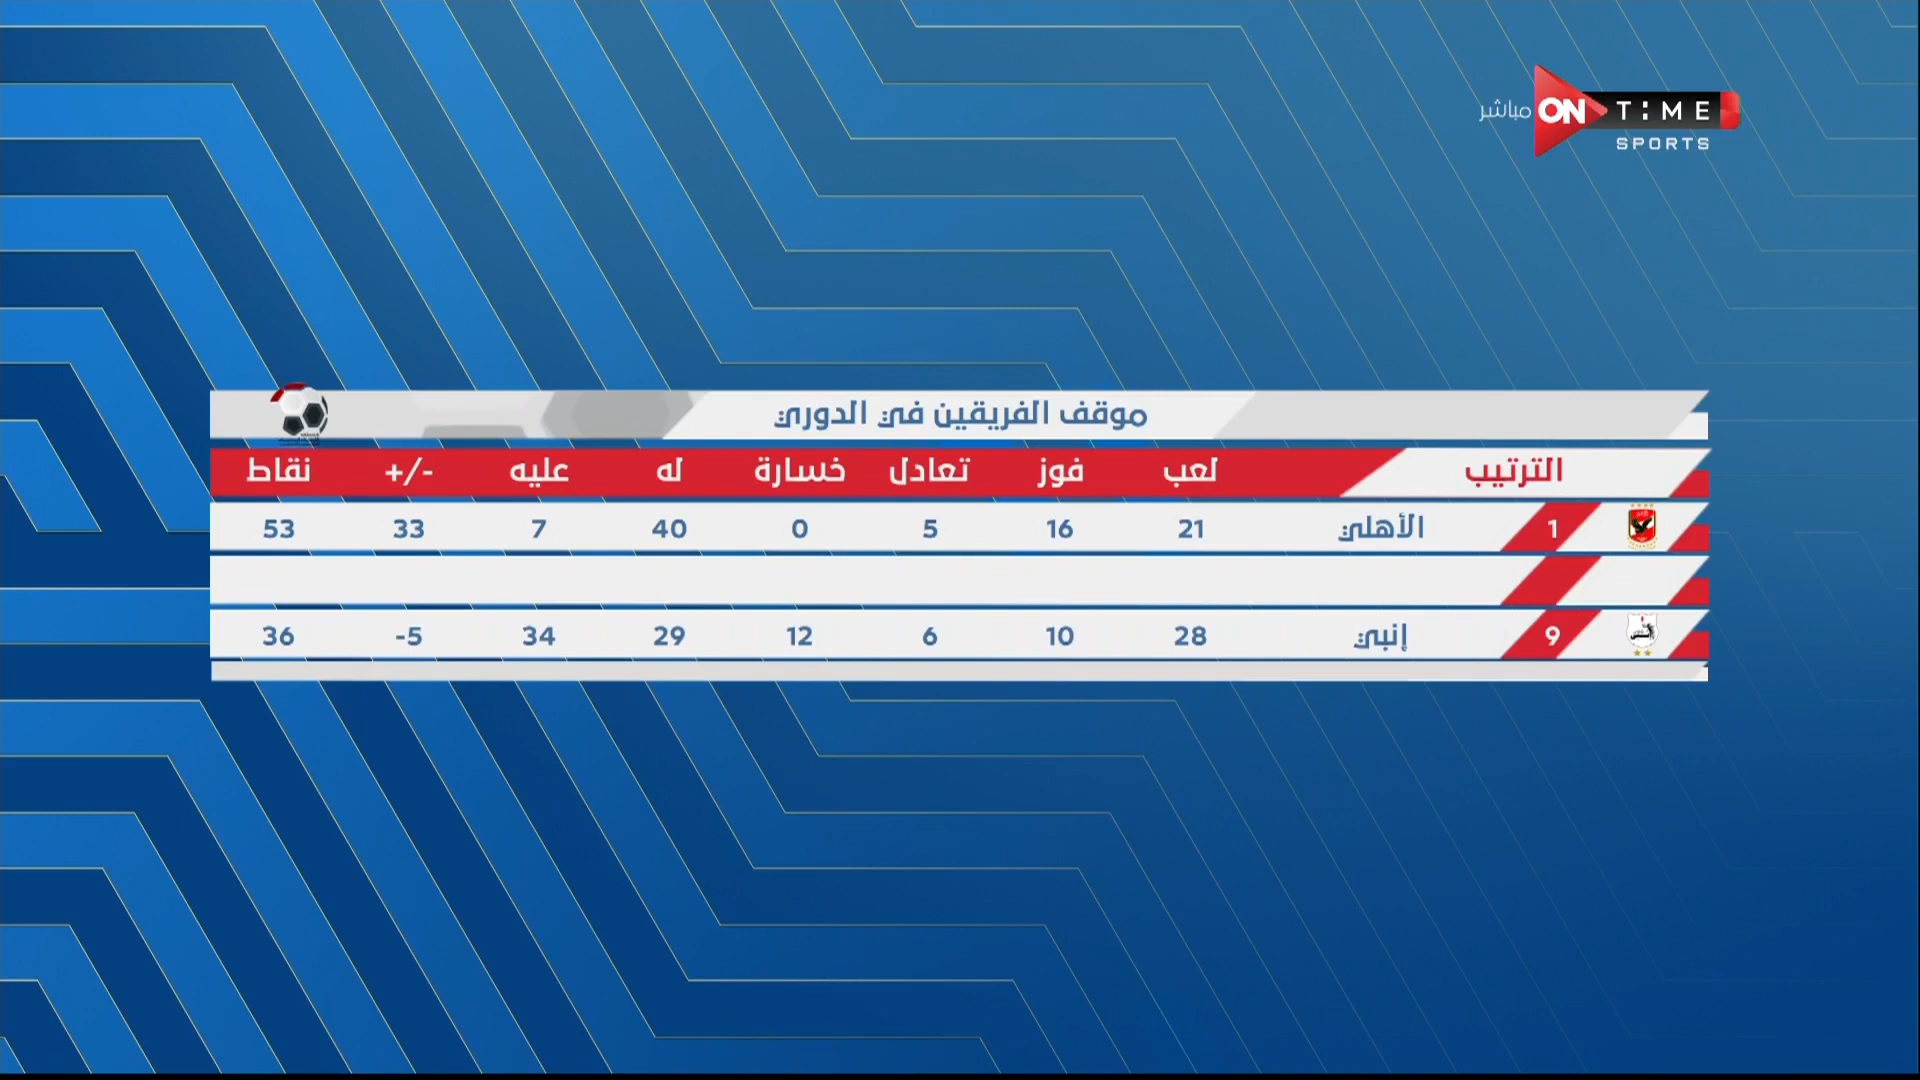 مباشر ON TIME
SPORTS
موقف الفريقين في الدوري
الترتيب لعب فوز تعادل خسارة له عليه +/- نقاط
1 الأهلي 21 16 5 0 40 7 33 53
9 إنبي 28 10 6 12 29 34 -5 36